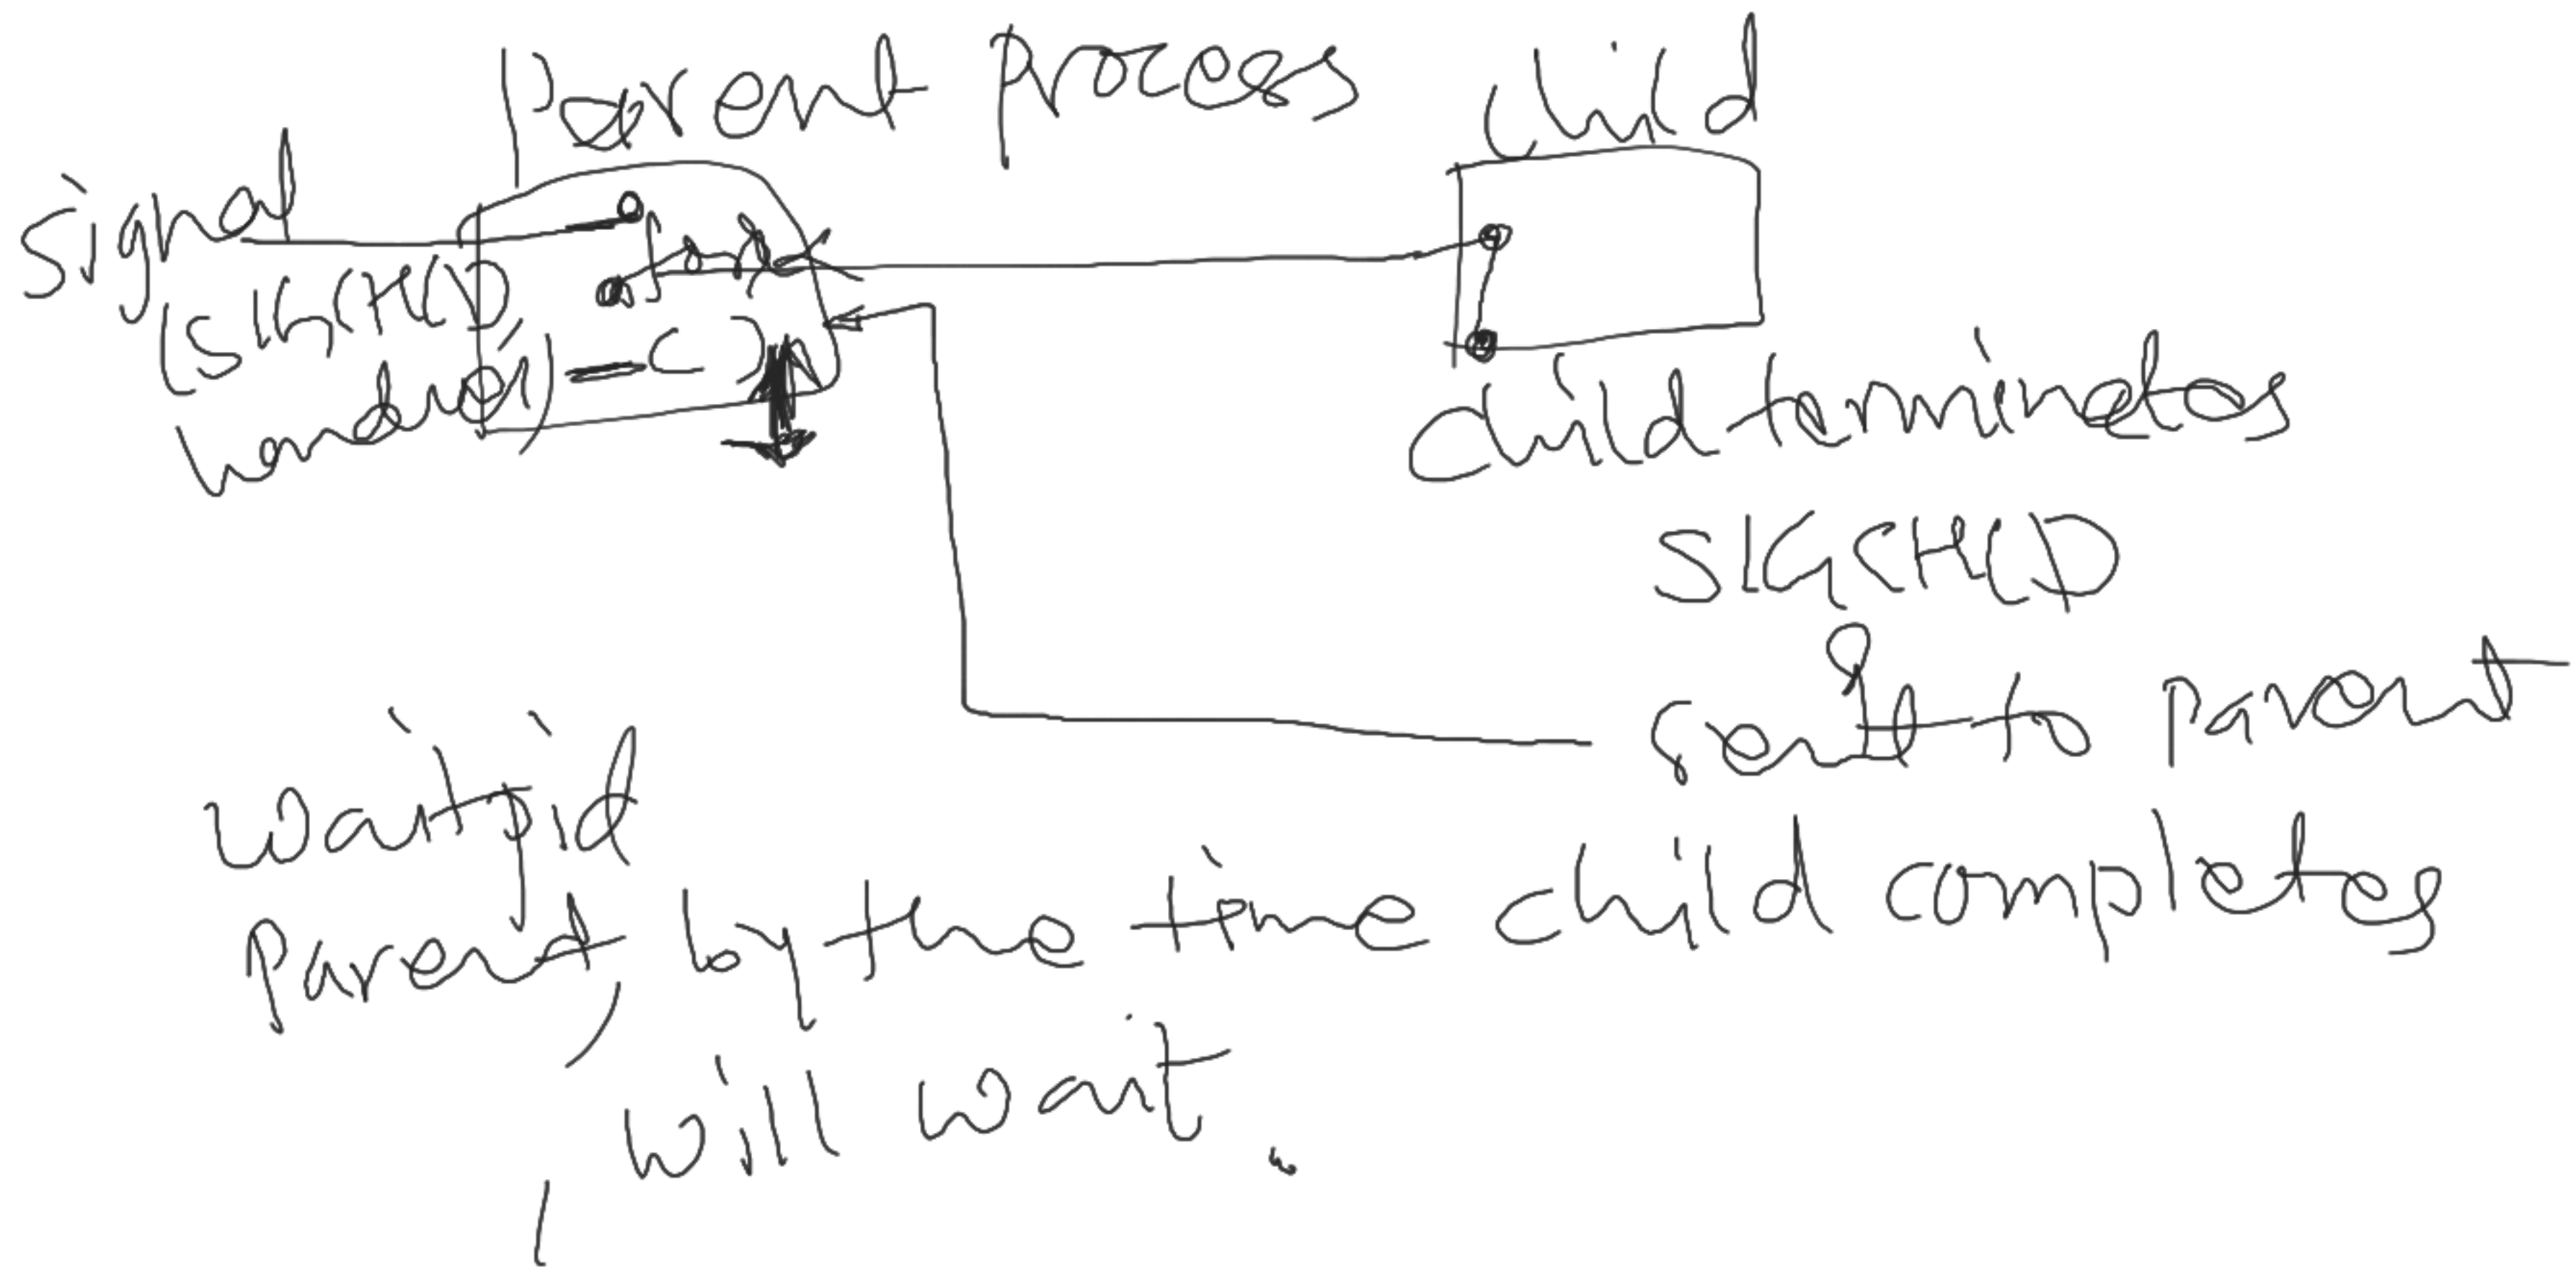 Parent Process
child
signal
(SIGCHLD,
handler)
fork
()
child terminates
SIGCHLD
sent to parent
waitpid
Parent, by the time child completes
, will wait.